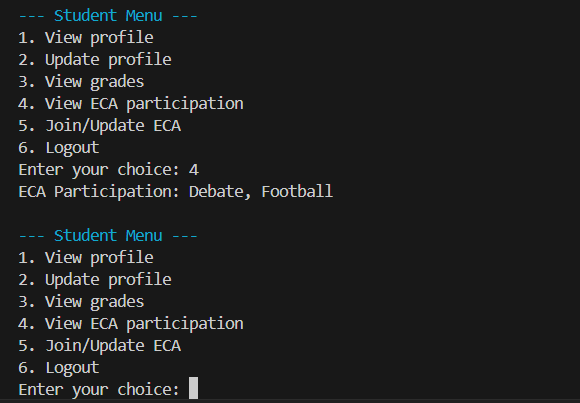 --- Student Menu ---
1. View profile
2. Update profile
3. View grades
4. View ECA participation
5. Join/Update ECA
6. Logout
Enter your choice: 4
ECA Participation: Debate, Football
--- Student Menu ---
1. View profile
2. Update profile
3. View grades
4. View ECA participation
5. Join/Update ECA
6. Logout
Enter your choice: